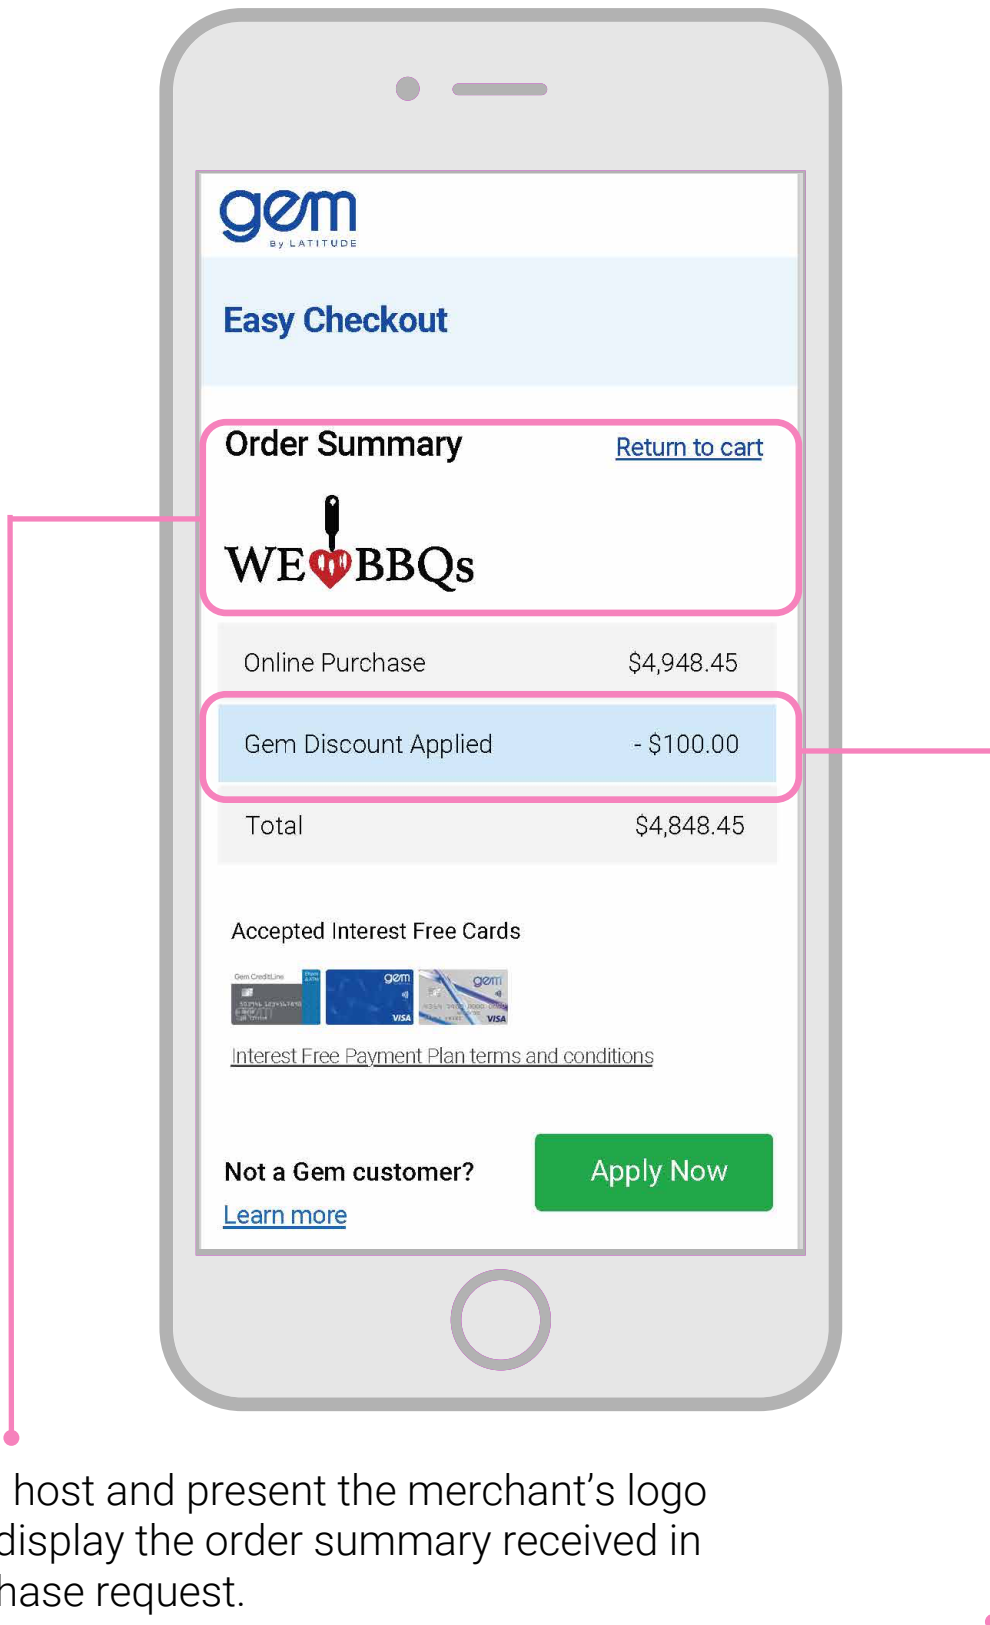 gem
By LATITUDE
Easy Checkout
Order Summary Return to cart
WE BBQs
Online Purchase $4,948.45
Gem Discount Applied - $100.00
Total $4,848.45
Accepted Interest Free Cards
Gem CreditLine gem gem
VISA VISA
Interest Free Payment Plan terms and conditions
Not a Gem customer? Apply Now
Learn more
host and present the merchant's logo
display the order summary received in
hase request.